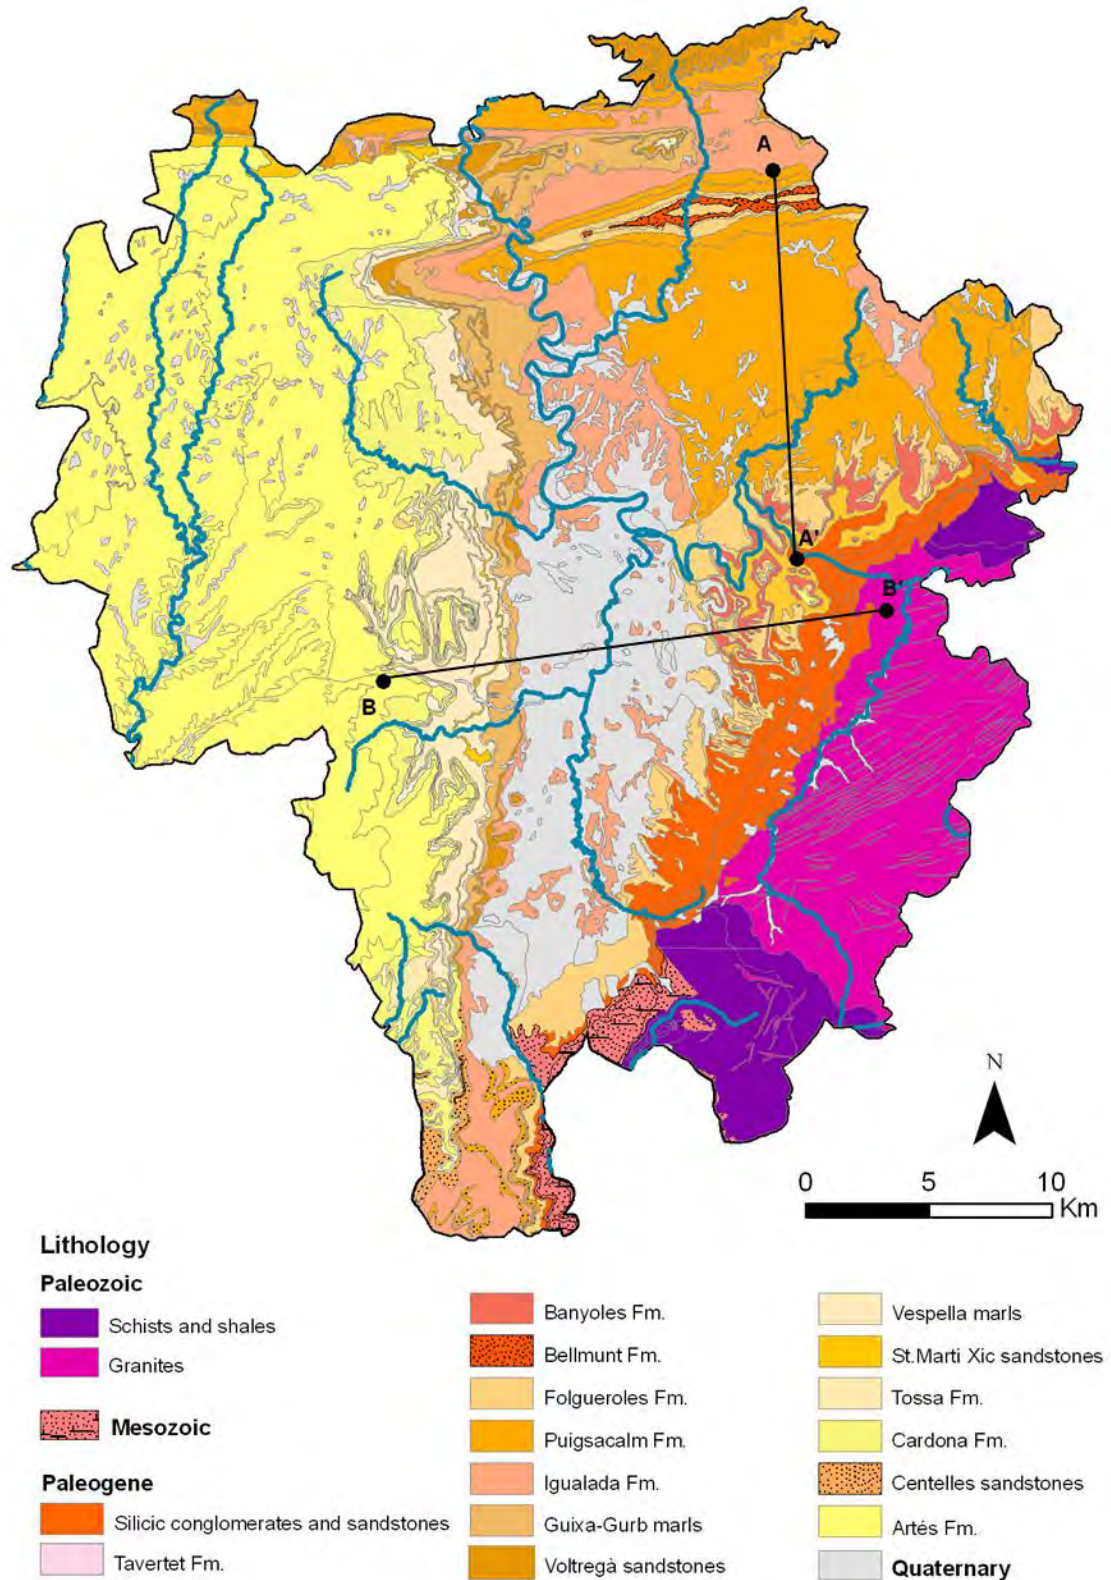 A
A'
B'
B
N
0 5 10
Km
Lithology
Paleozoic
Schists and shales
Granites
Mesozoic
Paleogene
Silicic conglomerates and sandstones
Tavertet Fm.
Banyoles Fm.
Bellmunt Fm.
Folgueroles Fm.
Puigsacalm Fm.
Igualada Fm.
Guixa-Gurb marls
Voltregà sandstones
Vespella marls
St.Marti Xic sandstones
Tossa Fm.
Cardona Fm.
Centelles sandstones
Artés Fm.
Quaternary